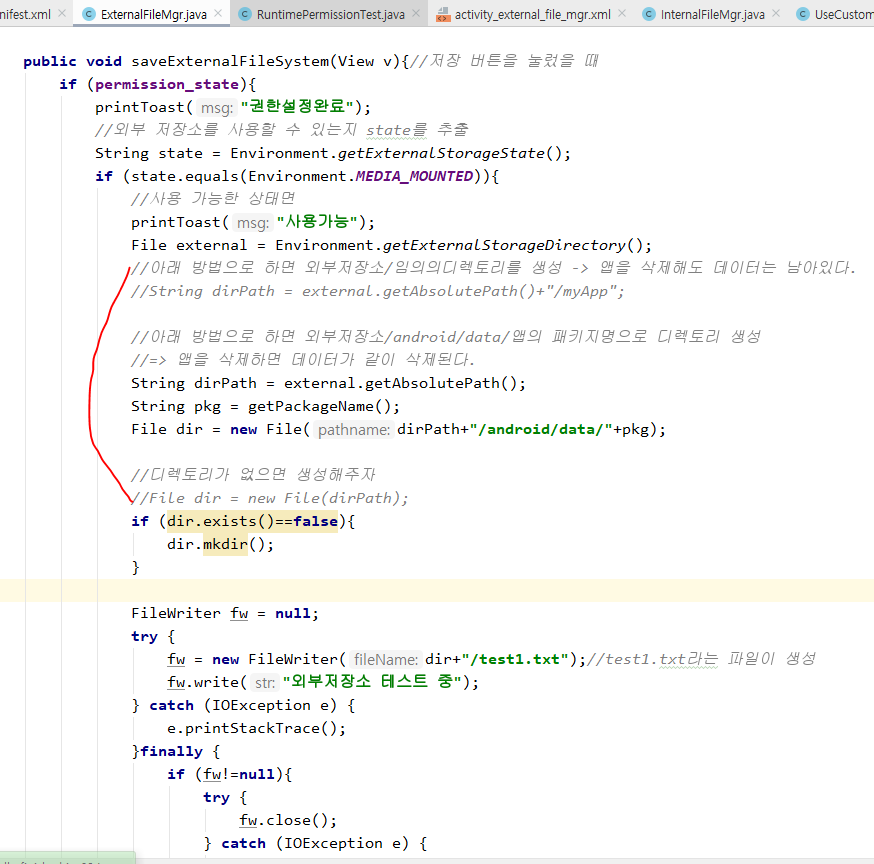 nifest.xml × ExternalFileMgr.java × RuntimePermissionTest.java × activity_external_file_mgr.xml × InternalFileMgr.java × UseCustom
public void saveExternalFileSystem(View v){//저장 버튼을 눌렀을 때
if (permission_state){
printToast( msg: "권한설정완료");
//외부 저장소를 사용할 수 있는지 state를 추출
String state = Environment.getExternalStorageState();
if (state.equals(Environment.MEDIA_MOUNTED)){
//사용 가능한 상태면
printToast( msg: "사용가능");
File external = Environment.getExternalStorageDirectory();
//아래 방법으로 하면 외부저장소/임의의디렉토리를 생성 -> 앱을 삭제해도 데이터는 남아있다.
//String dirPath = external.getAbsolutePath()+"/myApp";
//아래 방법으로 하면 외부저장소/android/data/앱의 패키지명으로 디렉토리 생성
//=> 앱을 삭제하면 데이터가 같이 삭제된다.
String dirPath = external.getAbsolutePath();
String pkg = getPackageName();
File dir = new File( pathname: dirPath+"/android/data/"+pkg);
//디렉토리가 없으면 생성해주자
//File dir = new File(dirPath);
if (dir.exists()==false){
dir.mkdir();
}
FileWriter fw = null;
try {
fw = new FileWriter( fileName: dir+"/test1.txt");//test1.txt라는 파일이 생성
fw.write( str: "외부저장소 테스트 중");
} catch (IOException e) {
e.printStackTrace();
}finally {
if (fw!=null){
try {
fw.close();
} catch (IOException e) {